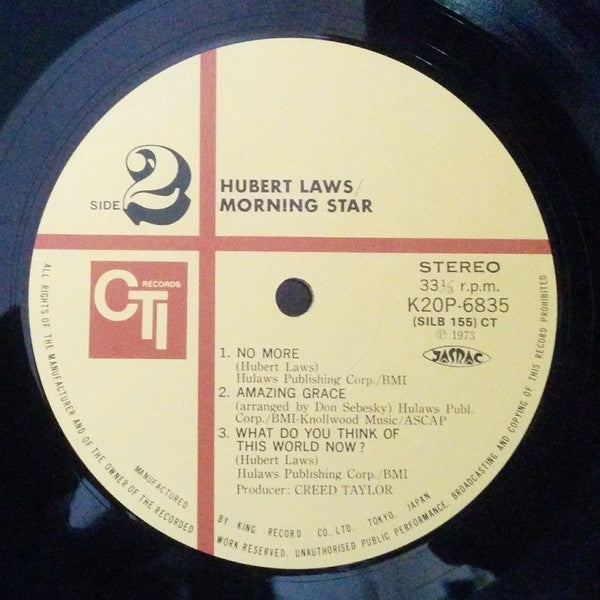 SIDE 2
HUBERT LAWS/
MORNING STAR
CTI
RECORDS
STEREO
33⅓ r.p.m.
K20P-6835
(SILB 155) CT
℗ 1973
JASRAC
1. NO MORE
(Hubert Laws)
Hulaws Publishing Corp./BMI
2. AMAZING GRACE
(arranged by Don Sebesky) Hulaws Publ.
Corp./BMI-Knollwood Music/ASCAP
3. WHAT DO YOU THINK OF
THIS WORLD NOW?
(Hubert Laws)
Hulaws Publishing Corp./BMI
Producer: CREED TAYLOR
MANUFACTURED BY KING RECORD CO., LTD. TOKYO, JAPAN
ALL RIGHTS OF THE MANUFACTURER AND OF THE OWNER OF THE RECORDED WORK RESERVED. UNAUTHORISED PUBLIC PERFORMANCE, BROADCASTING AND COPYING OF THIS RECORD PROHIBITED